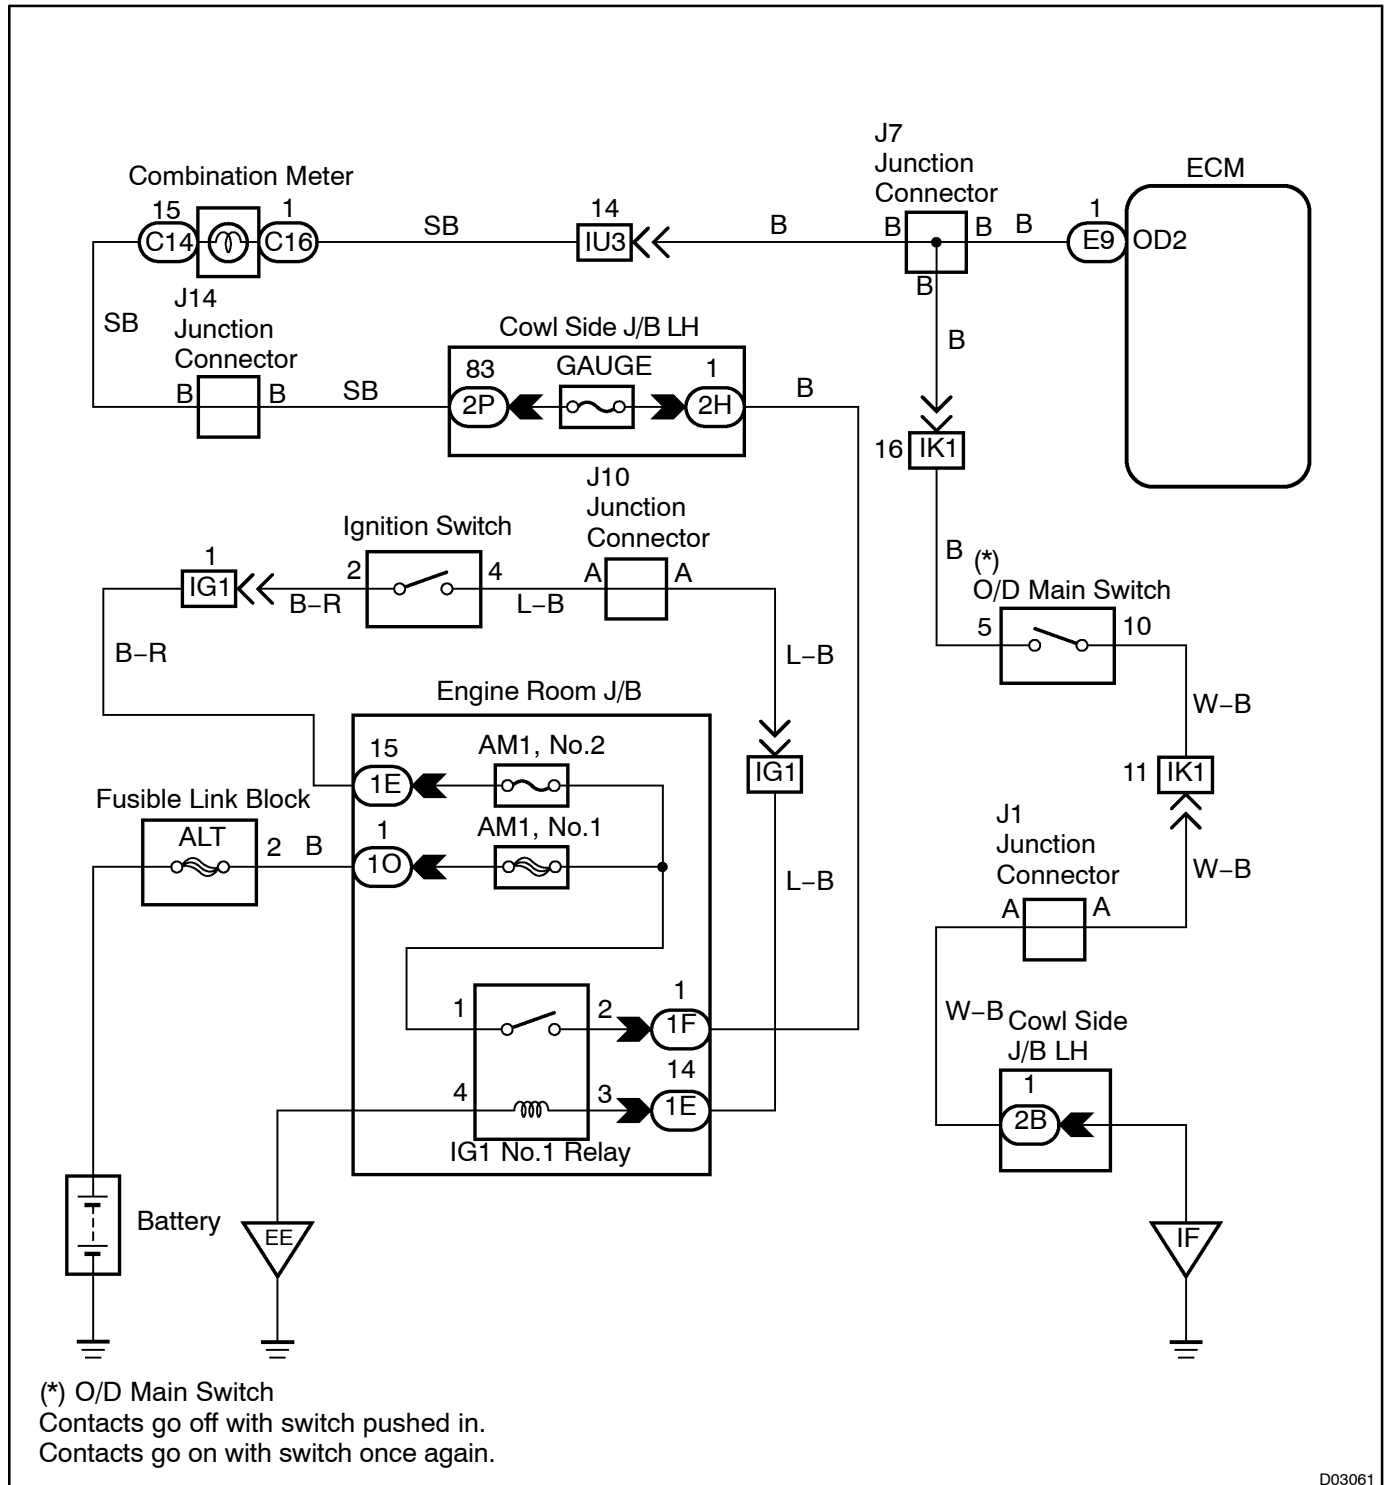 J7
Junction
Connector
ECM
Combination Meter
15
C14
1
C16
SB
14
IU3
B
B
B
B
1
E9
OD2
B
B
SB
J14
Junction
Connector
B
B
SB
Cowl Side J/B LH
83
2P
GAUGE
1
2H
B
16
IK1
B
J10
Junction
Connector
Ignition Switch
1
IG1
B–R
2
4
L–B
A
A
(*)
O/D Main Switch
5
10
B–R
L–B
W–B
Engine Room J/B
15
1E
AM1, No.2
IG1
11
IK1
Fusible Link Block
ALT
2
B
1
1O
AM1, No.1
L–B
J1
Junction
Connector
A
A
W–B
1
2
1
1F
W–B
Cowl Side
J/B LH
4
3
14
1E
1
2B
IG1 No.1 Relay
Battery
EE
IF
(*) O/D Main Switch
Contacts go off with switch pushed in.
Contacts go on with switch once again.
D03061